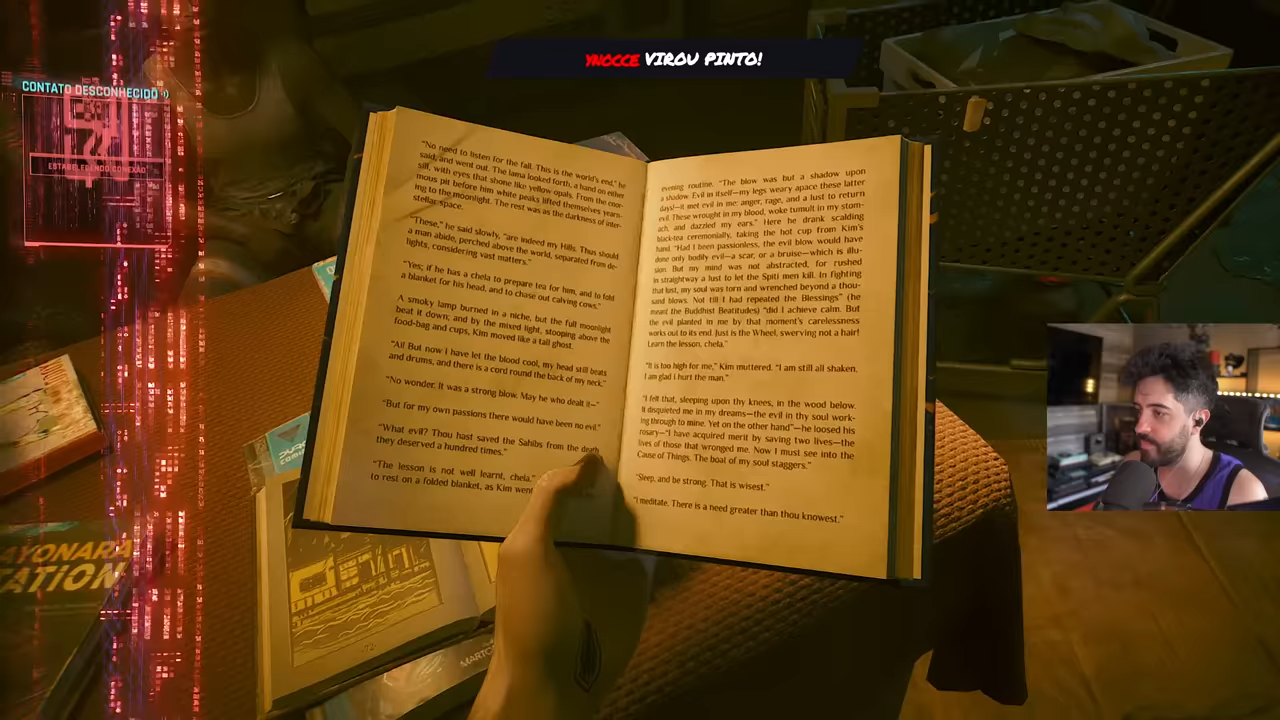 YNOCCE VIROU PINTO!
CONTATO DESCONHECIDO
ESTABELECENDO CONEXÃO
"No need to listen for the fall. This is the world's end," he
said, and went out. The lama looked forth, a hand on either
sill, with eyes that shone like yellow opals. From the enor-
mous pit before him white peaks lifted themselves yearn-
ing to the moonlight. The rest was as the darkness of inter-
stellar space.
"These," he said slowly, "are indeed my Hills. Thus should
a man abide, perched above the world, separated from de-
lights, considering vast matters."
"Yes; if he has a chela to prepare tea for him, and to fold
a blanket for his head, and to chase out calving cows."
A smoky lamp burned in a niche, but the full moonlight
beat it down; and by the mixed light, stooping above the
food-bag and cups, Kim moved like a tall ghost.
"Ai! But now I have let the blood cool, my head still beats
and drums, and there is a cord round the back of my neck."
"No wonder. It was a strong blow. May he who dealt it—"
"But for my own passions there would have been no evil."
"What evil? Thou hast saved the Sahibs from the death
they deserved a hundred times."
"The lesson is not well learnt, chela."
to rest on a folded blanket, as Kim went
evening routine. "The blow was but a shadow upon
a shadow. Evil in itself—my legs weary apace these latter
days!—it met evil in me: anger, rage, and a lust to return
evil. These wrought in my blood, woke tumult in my stom-
ach, and dazzled my ears." Here he drank scalding
black-tea ceremonially, taking the hot cup from Kim's
hand. "Had I been passionless, the evil blow would have
done only bodily evil—a scar, or a bruise—which is illu-
sion. But my mind was not abstracted, for rushed
in straightway a lust to let the Spiti men kill. In fighting
that lust, my soul was torn and wrenched beyond a thou-
sand blows. Not till I had repeated the Blessings" (he
meant the Buddhist Beatitudes) "did I achieve calm. But
the evil planted in me by that moment's carelessness
works out to its end. Just is the Wheel, swerving not a hair!
Learn the lesson, chela."
"It is too high for me," Kim muttered. "I am still all shaken.
I am glad I hurt the man."
"I felt that, sleeping upon thy knees, in the wood below.
It disquieted me in my dreams—the evil in thy soul work-
ing through to mine. Yet on the other hand"—he loosed his
rosary—"I have acquired merit by saving two lives—the
lives of those that wronged me. Now I must see into the
Cause of Things. The boat of my soul staggers."
"Sleep, and be strong. That is wisest."
"I meditate. There is a need greater than thou knowest."
AYONARA
TATION
-72-